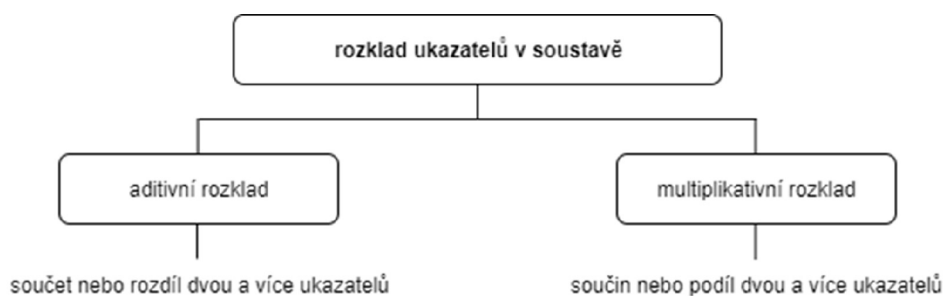 rozklad ukazatelů v soustavě
aditivní rozklad
multiplikativní rozklad
součet nebo rozdíl dvou a více ukazatelů
součin nebo podíl dvou a více ukazatelů